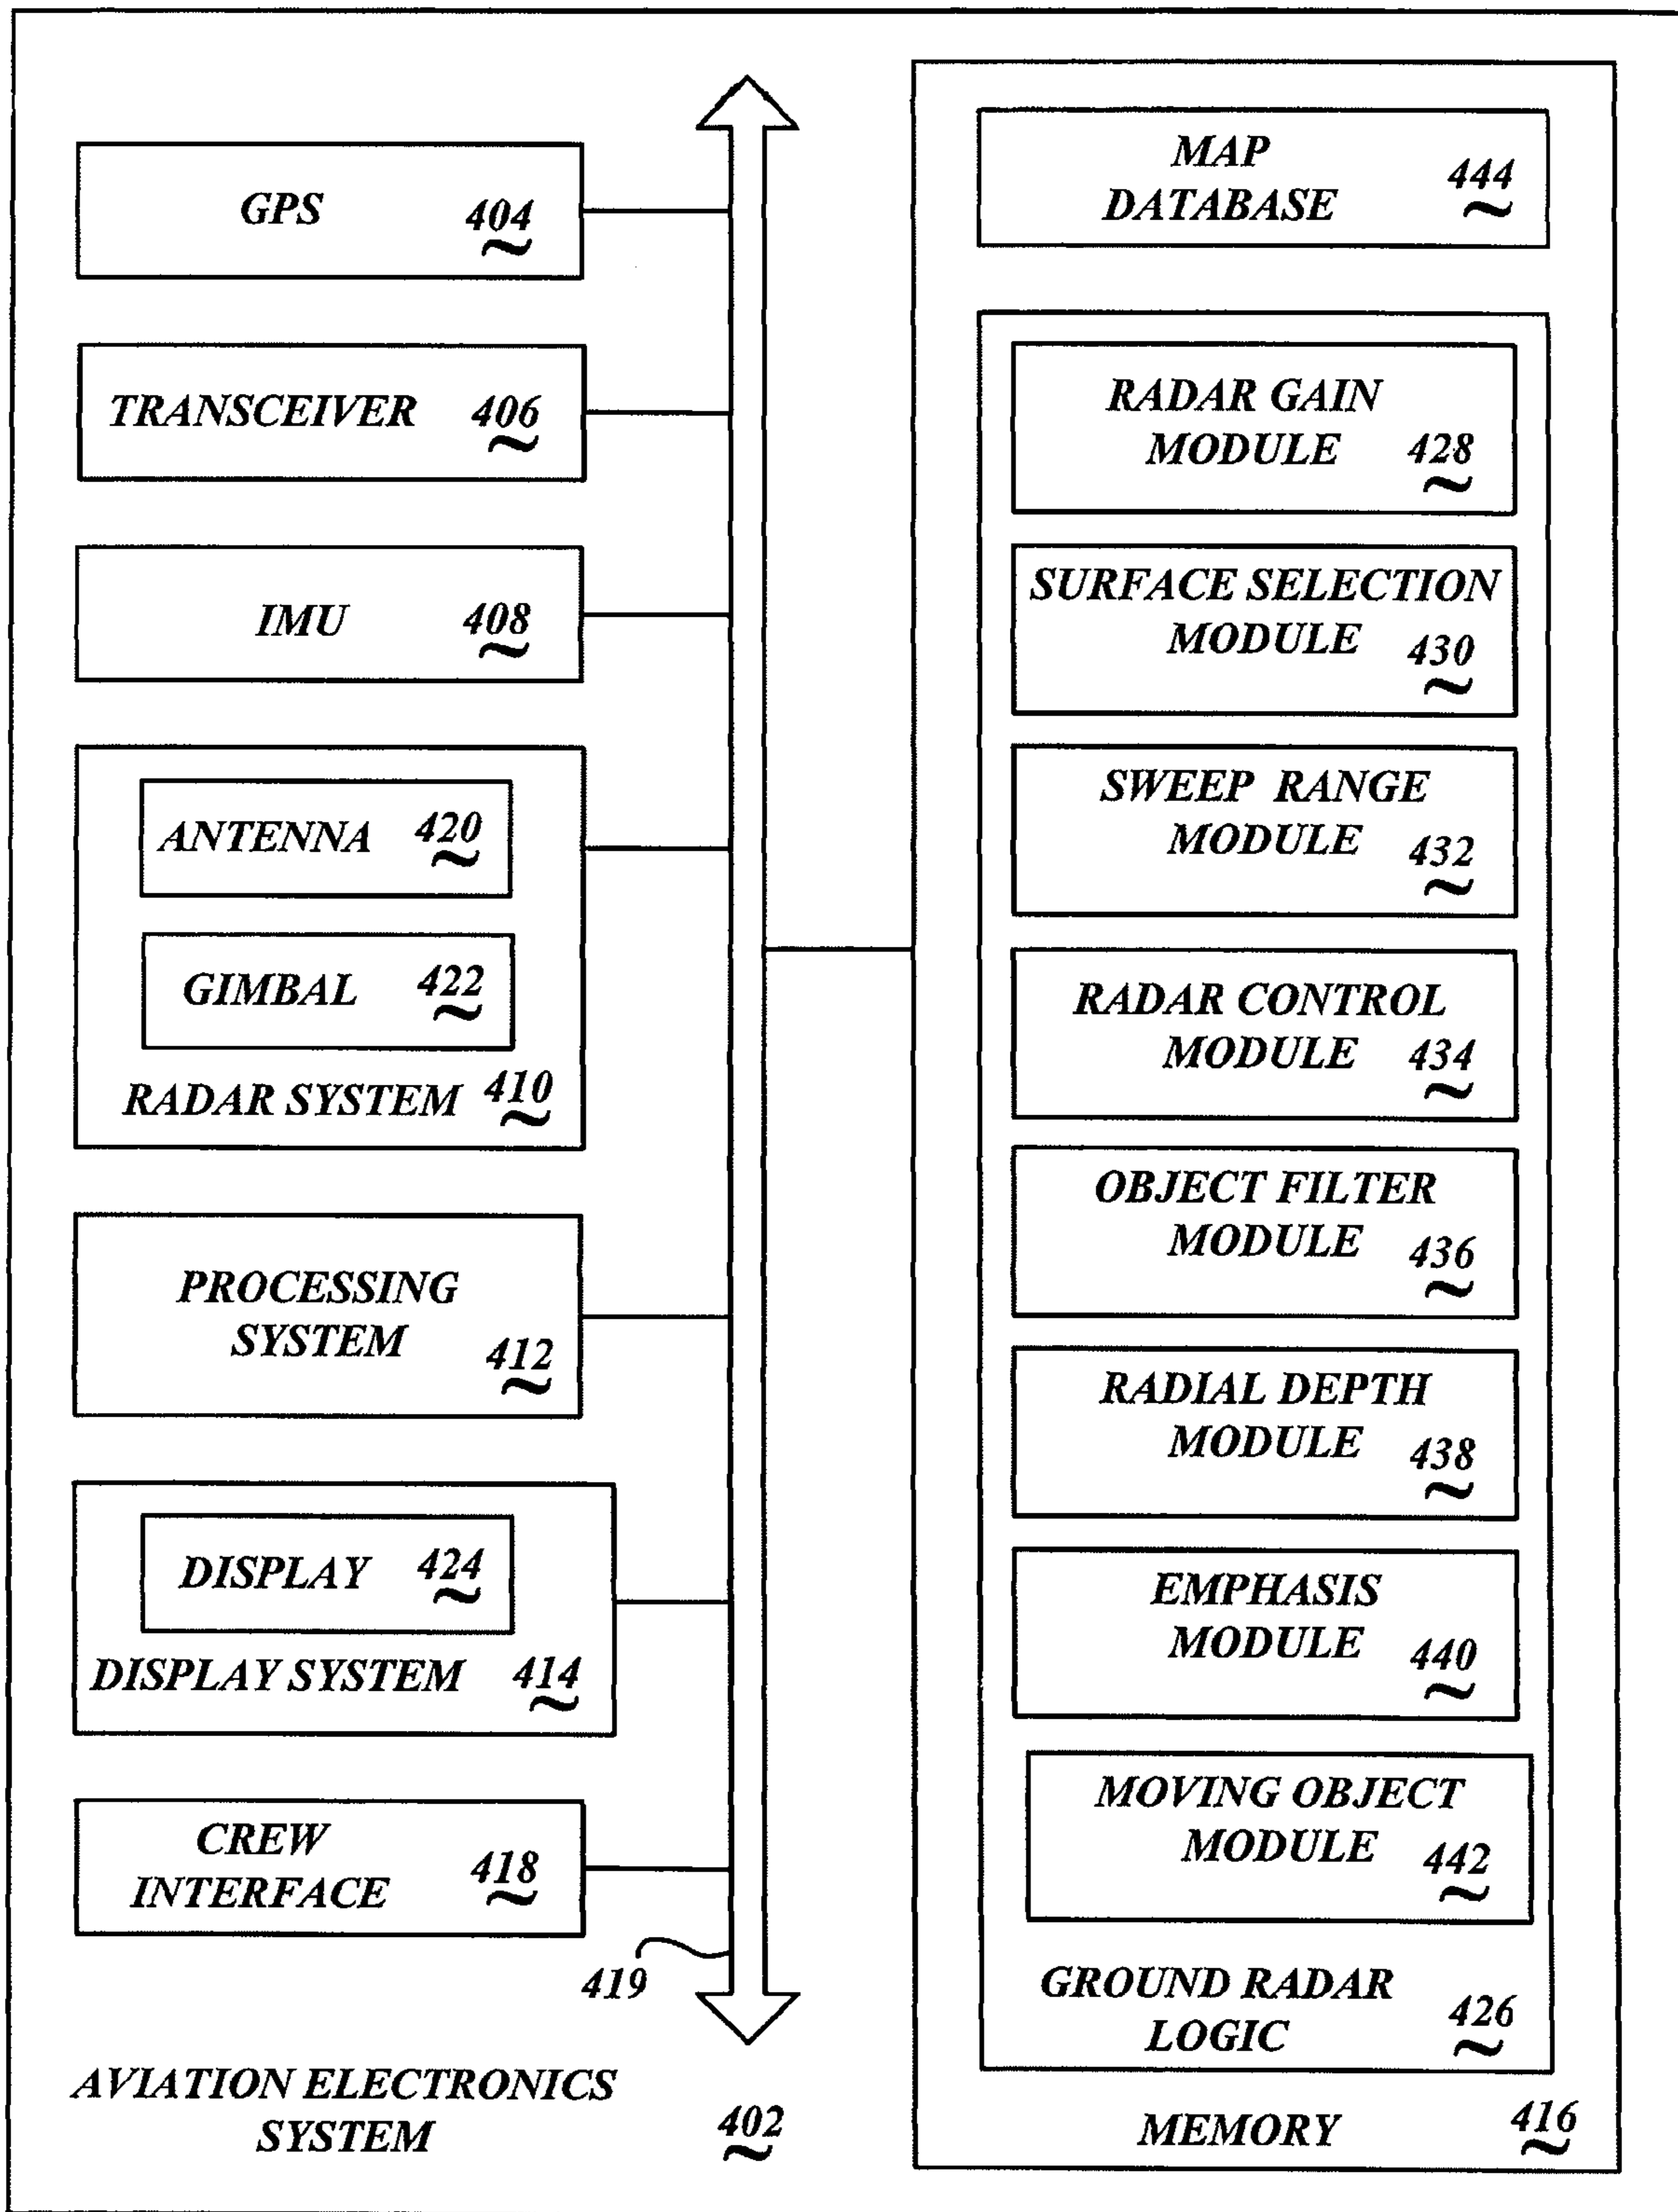 GPS 404
TRANSCEIVER 406
IMU 408
ANTENNA 420
GIMBAL 422
RADAR SYSTEM 410
PROCESSING
SYSTEM 412
DISPLAY 424
DISPLAY SYSTEM 414
CREW
INTERFACE 418
419
AVIATION ELECTRONICS
SYSTEM 402
MAP
DATABASE 444
RADAR GAIN
MODULE 428
SURFACE SELECTION
MODULE 430
SWEEP RANGE
MODULE 432
RADAR CONTROL
MODULE 434
OBJECT FILTER
MODULE 436
RADIAL DEPTH
MODULE 438
EMPHASIS
MODULE 440
MOVING OBJECT
MODULE 442
GROUND RADAR
LOGIC 426
MEMORY 416